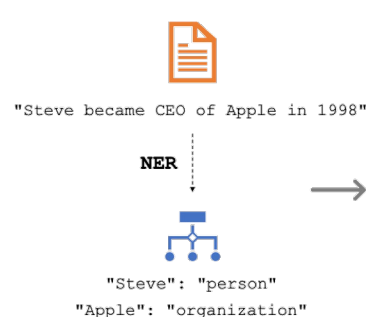 "Steve became CEO of Apple in 1998"
NER
"Steve": "person"
"Apple": "organization"